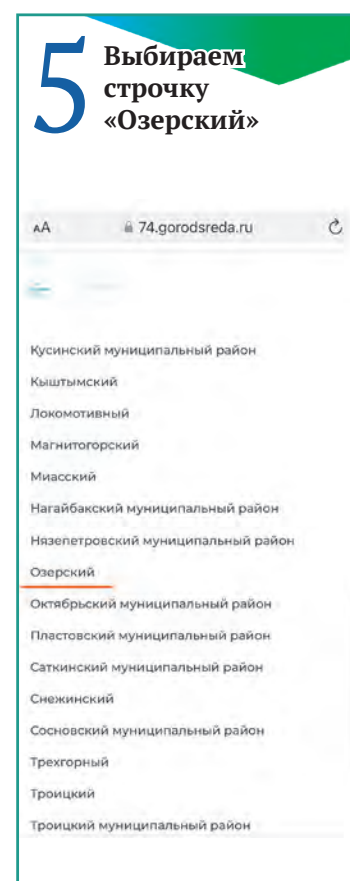 5
Выбираем
строчку
«Озерский»
AA 74.gorodsreda.ru
Кусинский муниципальный район
Кыштымский
Локомотивный
Магнитогорский
Миасский
Нагайбакский муниципальный район
Нязепетровский муниципальный район
Озерский
Октябрьский муниципальный район
Пластовский муниципальный район
Саткинский муниципальный район
Снежинский
Сосновский муниципальный район
Трехгорный
Троицкий
Троицкий муниципальный район